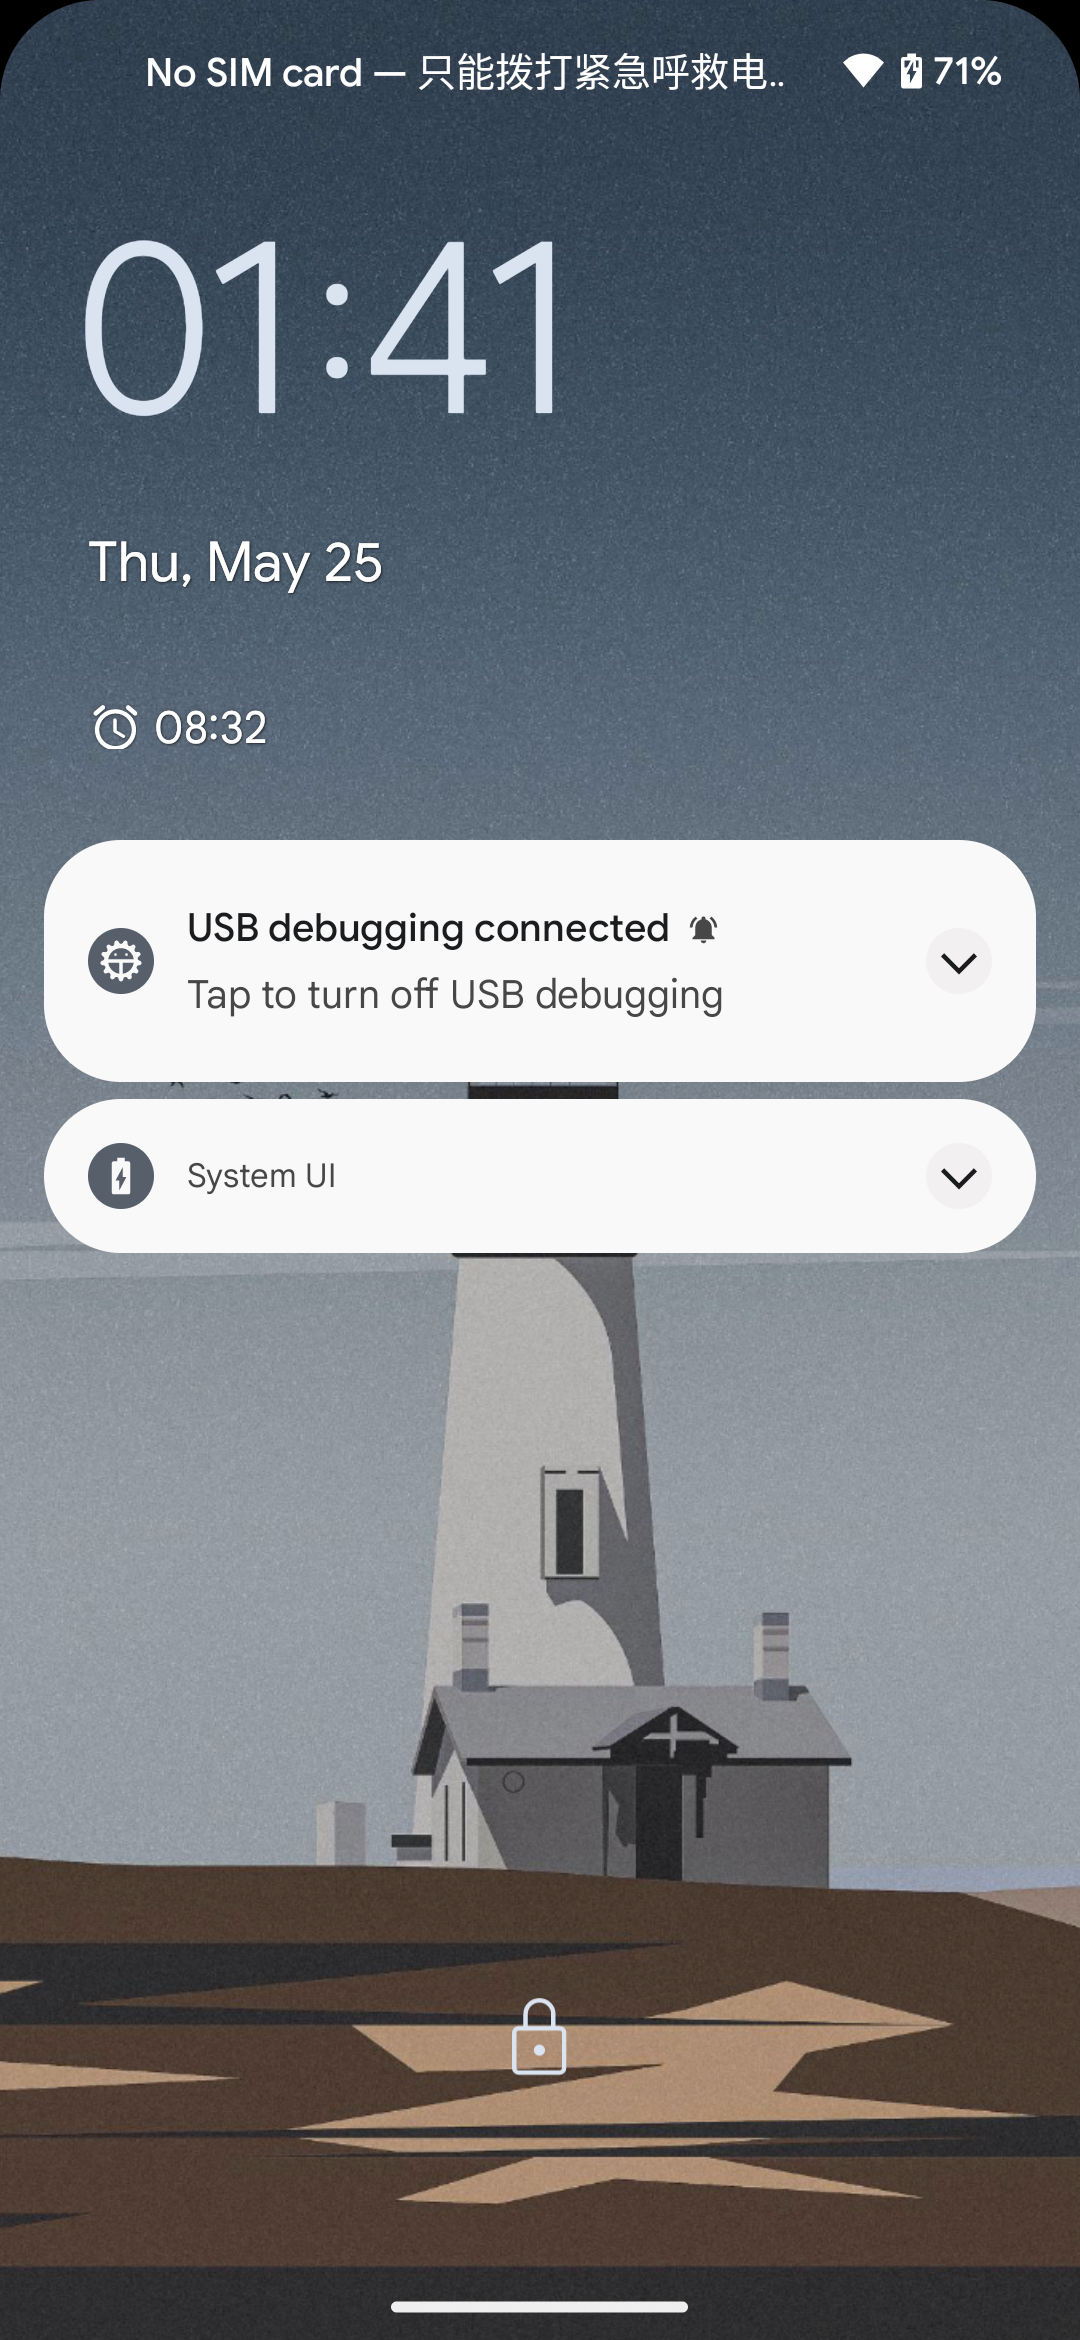 No SIM card — 只能拨打紧急呼救电..
71%
01:41
Thu, May 25
08:32
USB debugging connected
Tap to turn off USB debugging
System UI